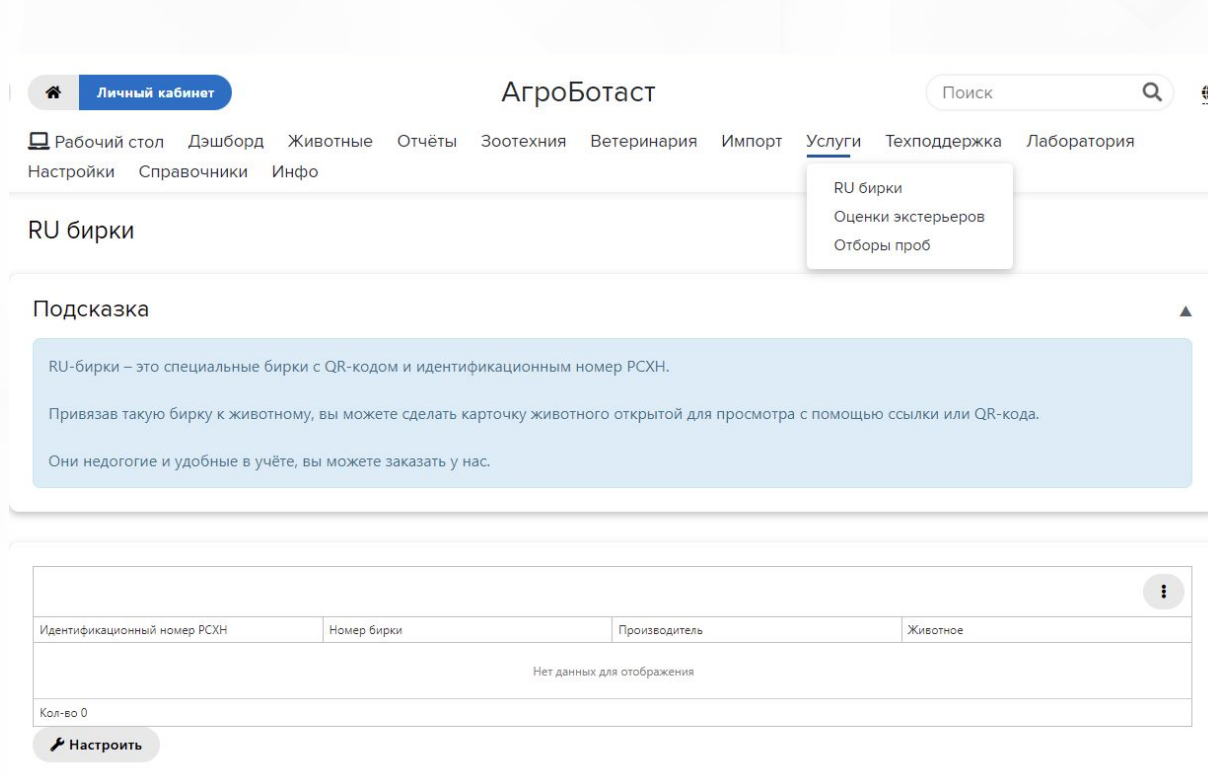 Личный кабинет
АгроБотаст
Поиск
Рабочий стол Дэшборд Животные Отчёты Зоотехния Ветеринария Импорт Услуги Техподдержка Лаборатория
Настройки Справочники Инфо
RU бирки
Оценки экстерьеров
Отборы проб
RU бирки
Подсказка
RU-бирки – это специальные бирки с QR-кодом и идентификационным номер РСХН.
Привязав такую бирку к животному, вы можете сделать карточку животного открытой для просмотра с помощью ссылки или QR-кода.
Они недогогие и удобные в учёте, вы можете заказать у нас.
Идентификационный номер РСХН Номер бирки Производитель Животное
Нет данных для отображения
Кол-во 0
Настроить